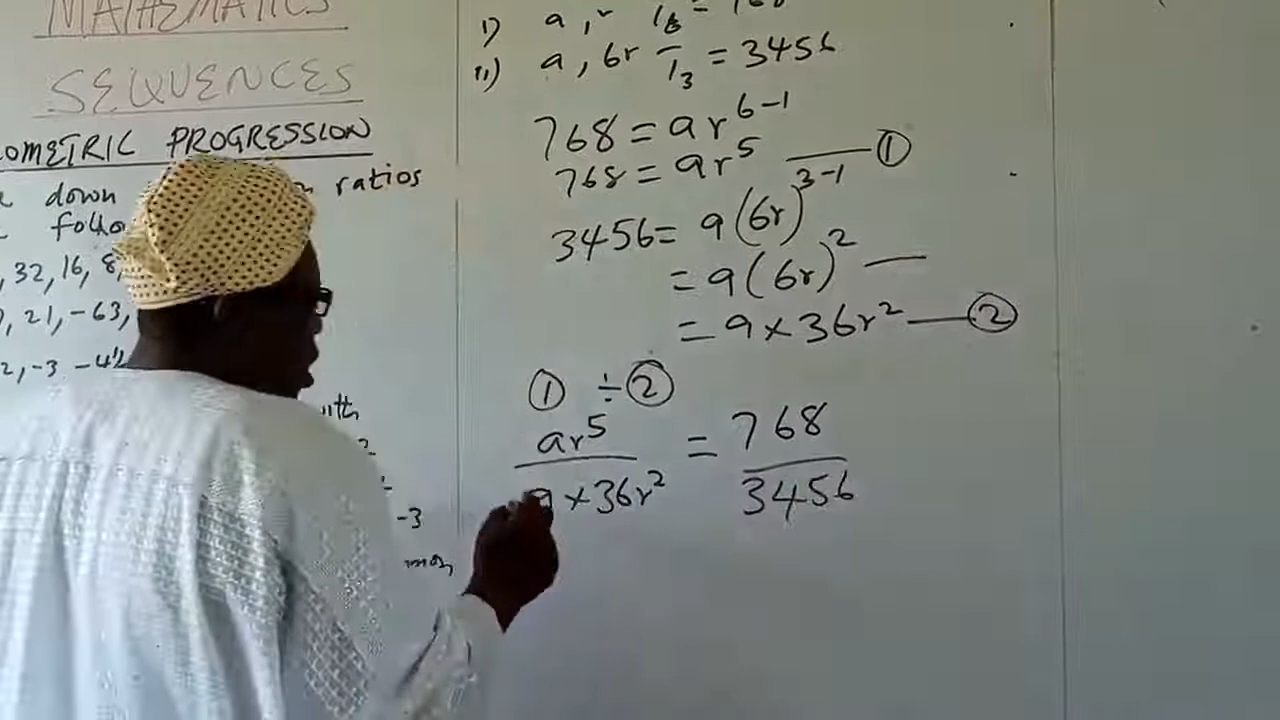 MATHEMATICS
SEQUENCES
OMETRIC PROGRESSION
down ratios
follo
, 32, 16, 8,
, 21, -63,
2, -3 -4½
-3
i) a, r T6 = 768
ii) a, 6r T3 = 3456
768 = ar^6-1
768 = ar^5 —— ①
3456 = a(6r)^3-1
= a(6r)^2 ——
= a × 36r^2 —— ②
① ÷ ②
ar^5 / a × 36r^2 = 768 / 3456